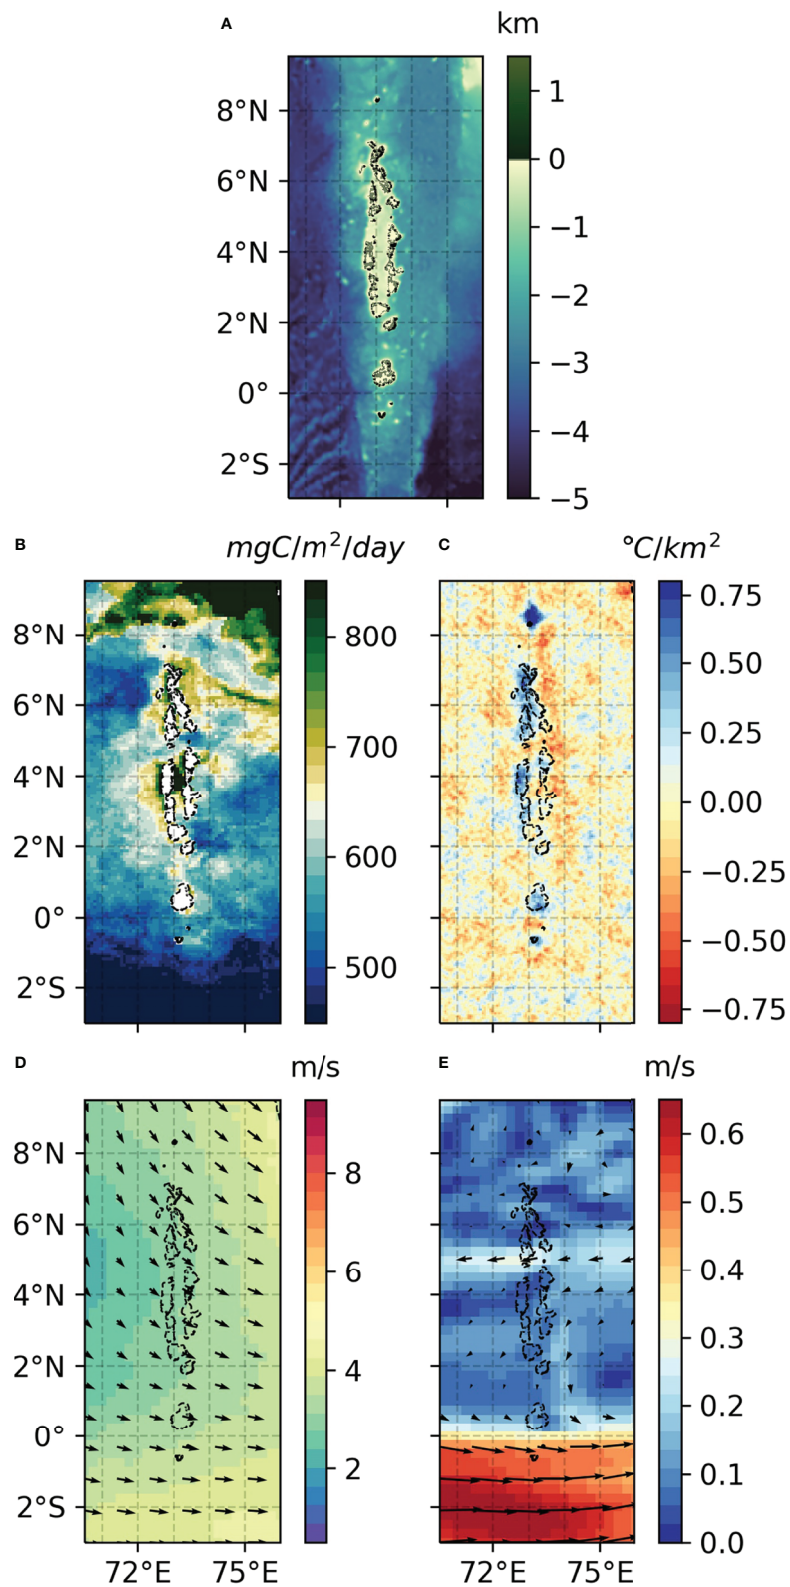 A
km
8°N
6°N
4°N
2°N
0°
2°S
1
0
−1
−2
−3
−4
−5
B
mgC/m²/day
8°N
6°N
4°N
2°N
0°
2°S
800
700
600
500
C
°C/km²
0.75
0.50
0.25
0.00
−0.25
−0.50
−0.75
D
m/s
8°N
6°N
4°N
2°N
0°
2°S
72°E 75°E
8
6
4
2
E
m/s
72°E 75°E
0.6
0.5
0.4
0.3
0.2
0.1
0.0